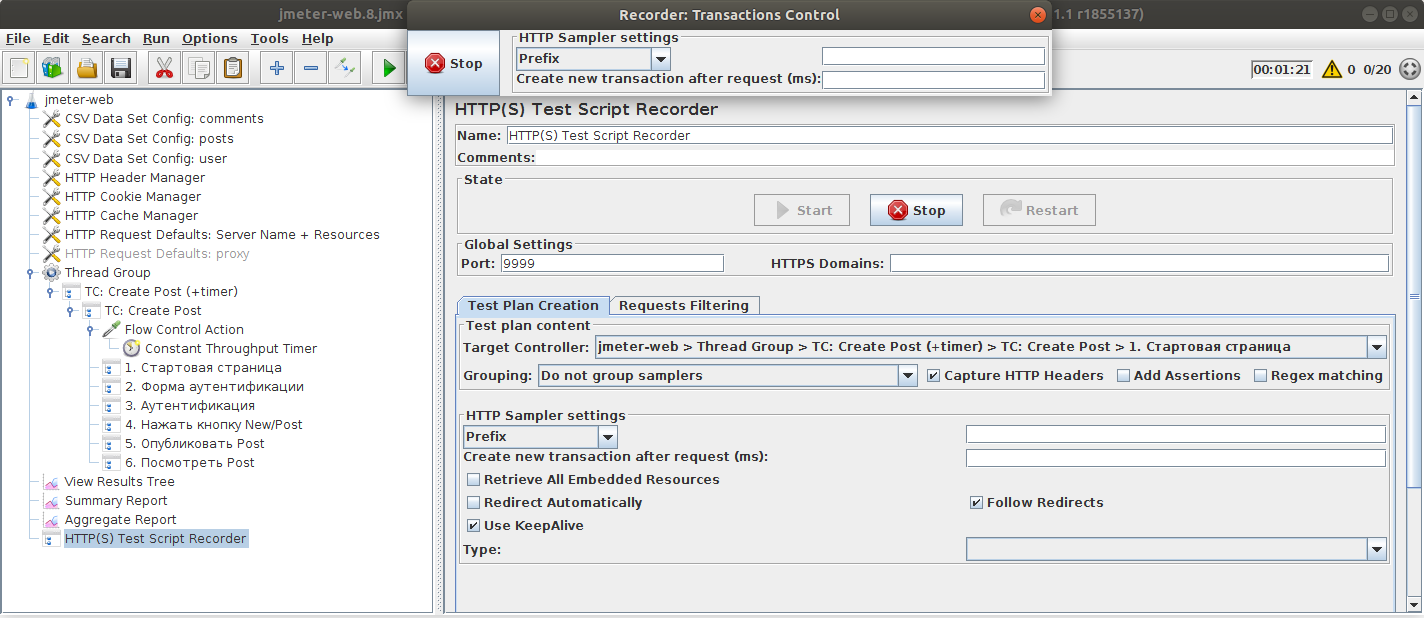 jmeter-web.8.jmx
Recorder: Transactions Control
1.1 r1855137)
File Edit Search Run Options Tools Help
Stop
HTTP Sampler settings
Prefix
Create new transaction after request (ms):
00:01:21
0 0/20
jmeter-web
CSV Data Set Config: comments
CSV Data Set Config: posts
CSV Data Set Config: user
HTTP Header Manager
HTTP Cookie Manager
HTTP Cache Manager
HTTP Request Defaults: Server Name + Resources
HTTP Request Defaults: proxy
Thread Group
TC: Create Post (+timer)
TC: Create Post
Flow Control Action
Constant Throughput Timer
1. Стартовая страница
2. Форма аутентификации
3. Аутентификация
4. Нажать кнопку New/Post
5. Опубликовать Post
6. Посмотреть Post
View Results Tree
Summary Report
Aggregate Report
HTTP(S) Test Script Recorder
HTTP(S) Test Script Recorder
Name: HTTP(S) Test Script Recorder
Comments:
State
Start Stop Restart
Global Settings
Port: 9999 HTTPS Domains:
Test Plan Creation Requests Filtering
Test plan content
Target Controller: jmeter-web > Thread Group > TC: Create Post (+timer) > TC: Create Post > 1. Стартовая страница
Grouping: Do not group samplers Capture HTTP Headers Add Assertions Regex matching
HTTP Sampler settings
Prefix
Create new transaction after request (ms):
Retrieve All Embedded Resources
Redirect Automatically Follow Redirects
Use KeepAlive
Type: